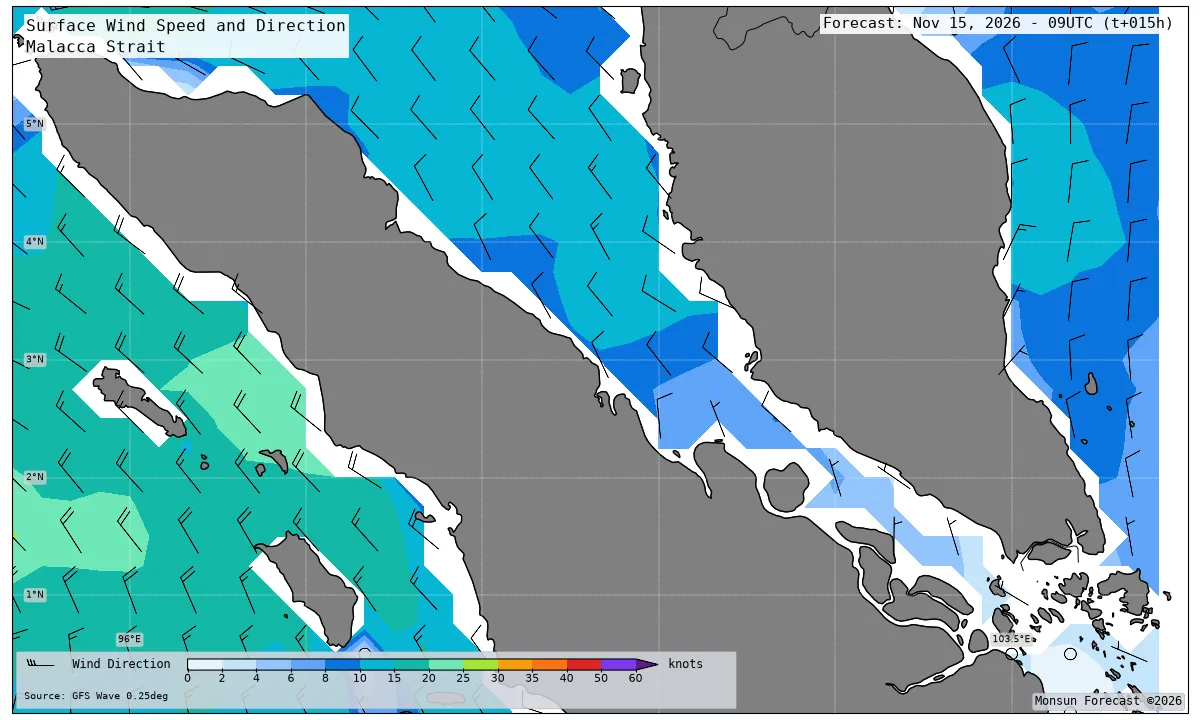 Surface Wind Speed and Direction
Malacca Strait
Forecast: Nov 15, 2026 - 09UTC (t+015h)
5°N
4°N
3°N
2°N
1°N
96°E
103.5°E
Wind Direction
knots
0 2 4 6 8 10 15 20 25 30 35 40 50 60
Source: GFS Wave 0.25deg
Monsun Forecast ©2026